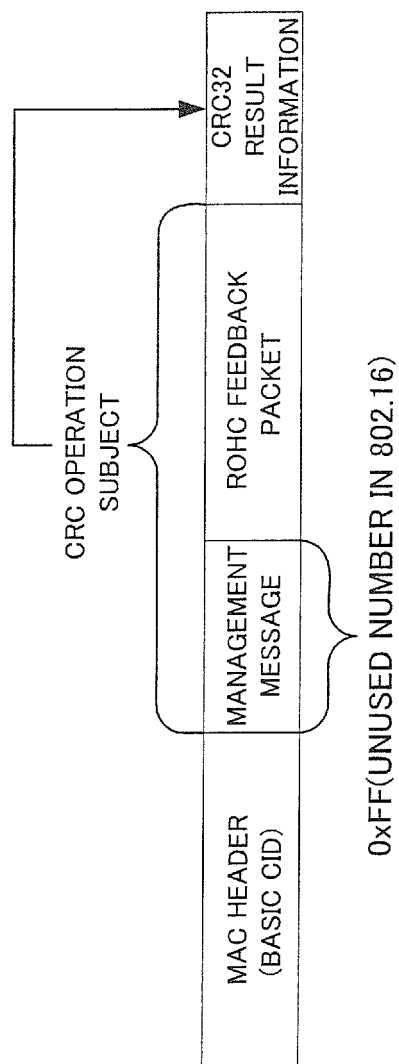 CRC OPERATION
SUBJECT
MAC HEADER
(BASIC CID)
MANAGEMENT
MESSAGE
ROHC FEEDBACK
PACKET
CRC32
RESULT
INFORMATION
0xFF(UNUSED NUMBER IN 802.16)